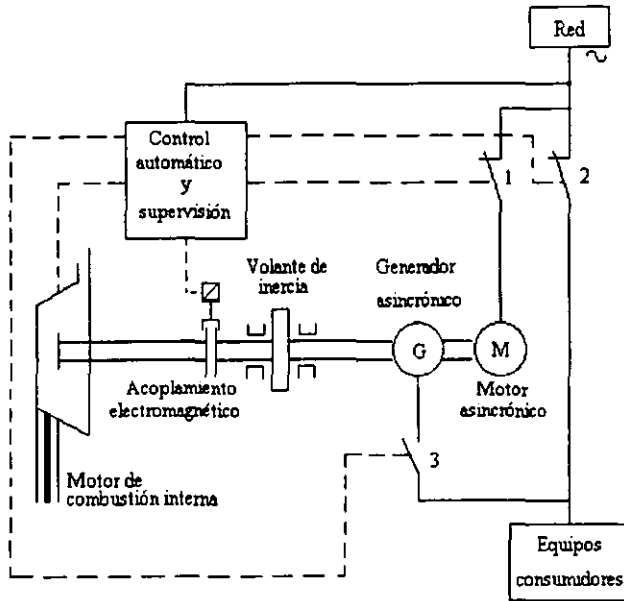 Red
Control
automático
y
supervisión
1
2
Volante de
inercia
Generador
asincrónico
G
M
Acoplamiento
electromagnético
Motor
asincrónico
3
Motor de
combustión interna
Equipos
consumidores